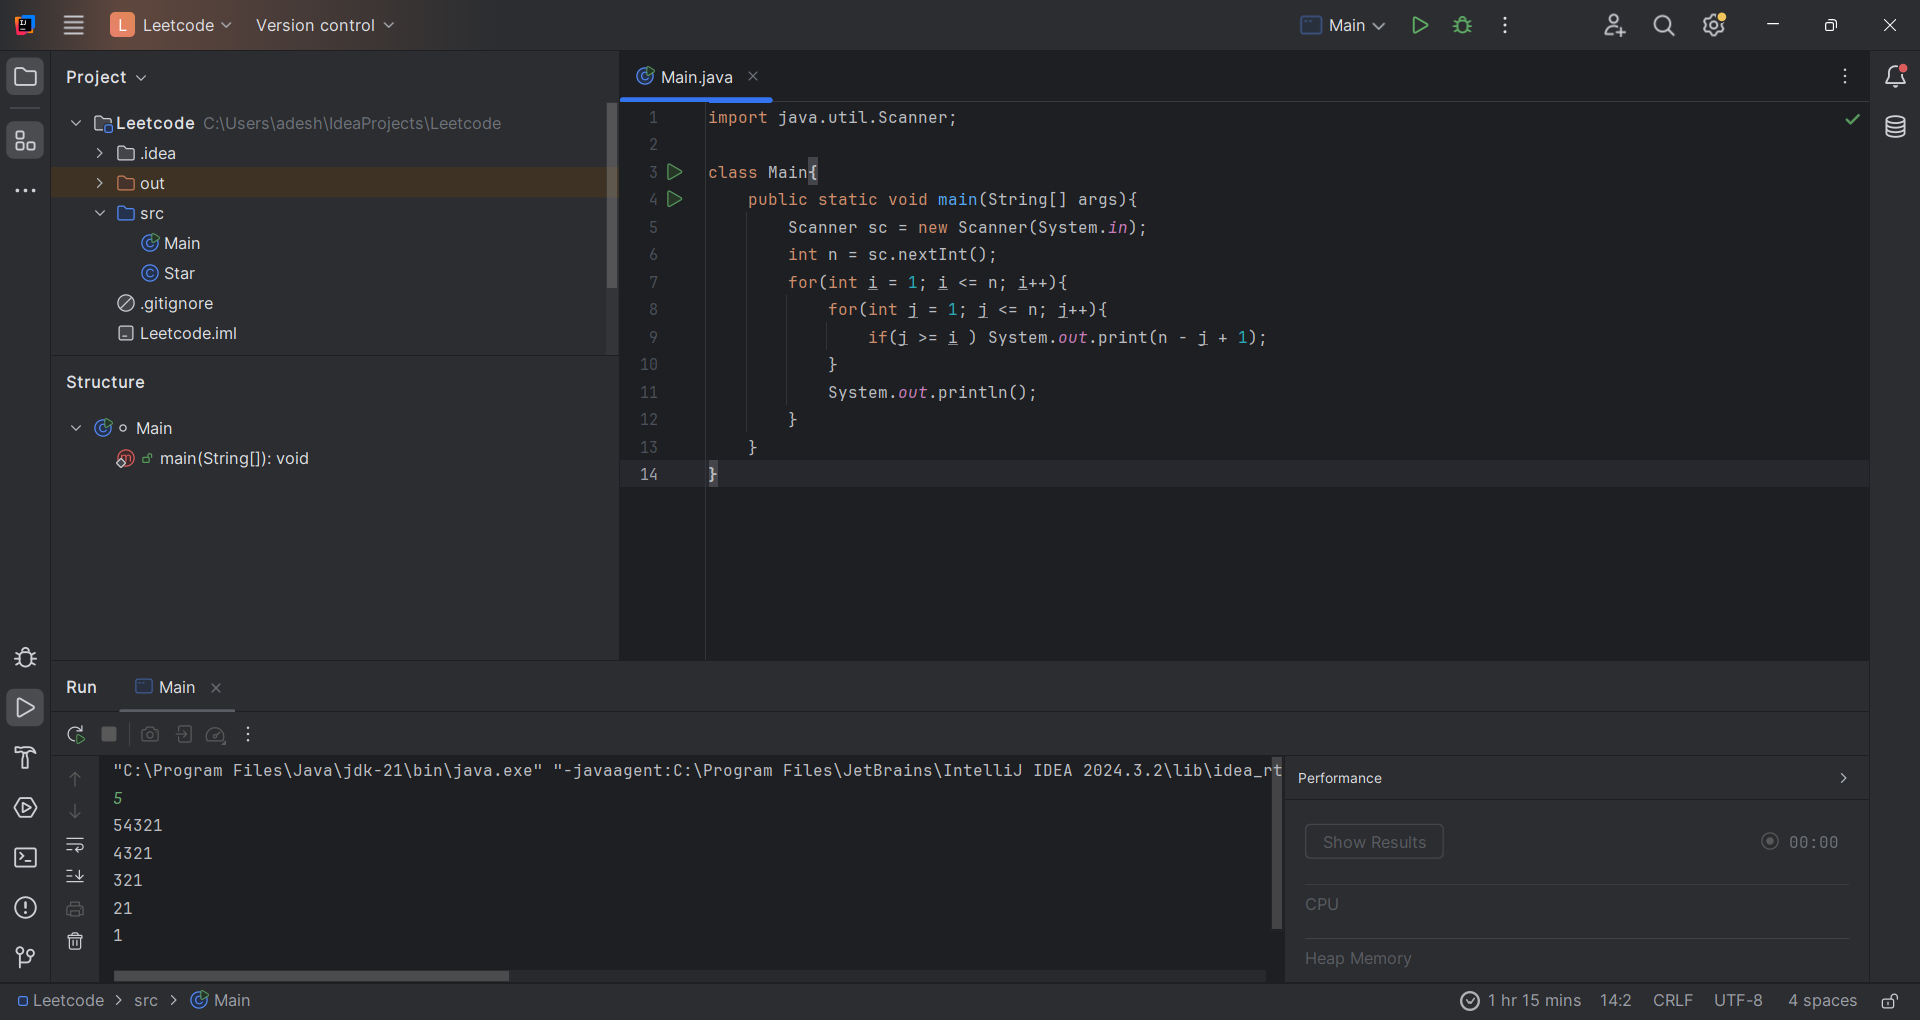 L Leetcode Version control Main
Project
Leetcode C:\Users\adesh\IdeaProjects\Leetcode
.idea
out
src
Main
Star
.gitignore
Leetcode.iml
Structure
Main
main(String[]): void
Main.java
1 import java.util.Scanner;
2
3 class Main{
4 public static void main(String[] args){
5 Scanner sc = new Scanner(System.in);
6 int n = sc.nextInt();
7 for(int i = 1; i <= n; i++){
8 for(int j = 1; j <= n; j++){
9 if(j >= i ) System.out.print(n - j + 1);
10 }
11 System.out.println();
12 }
13 }
14 }
Run Main
"C:\Program Files\Java\jdk-21\bin\java.exe" "-javaagent:C:\Program Files\JetBrains\IntelliJ IDEA 2024.3.2\lib\idea_rt
5
54321
4321
321
21
1
Performance
Show Results 00:00
CPU
Heap Memory
Leetcode > src > Main 1 hr 15 mins 14:2 CRLF UTF-8 4 spaces